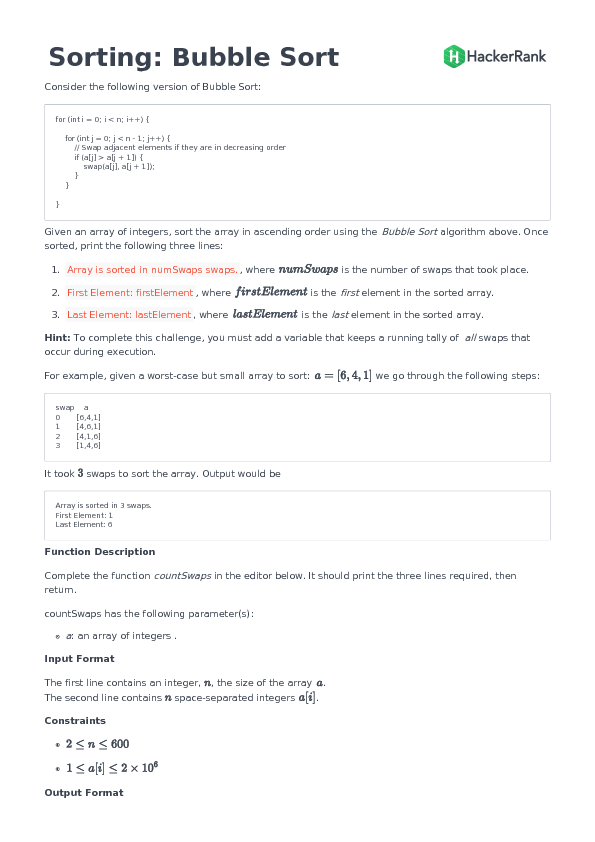 Sorting: Bubble Sort
HackerRank
Consider the following version of Bubble Sort:
for (int i = 0; i < n; i++) {
for (int j = 0; j < n - 1; j++) {
// Swap adjacent elements if they are in decreasing order
if (a[j] > a[j + 1]) {
swap(a[j], a[j + 1]);
}
}
}
Given an array of integers, sort the array in ascending order using the Bubble Sort algorithm above. Once
sorted, print the following three lines:
1. Array is sorted in numSwaps swaps. , where numSwaps is the number of swaps that took place.
2. First Element: firstElement , where firstElement is the first element in the sorted array.
3. Last Element: lastElement , where lastElement is the last element in the sorted array.
Hint: To complete this challenge, you must add a variable that keeps a running tally of all swaps that
occur during execution.
For example, given a worst-case but small array to sort: a = [6, 4, 1] we go through the following steps:
swap a
0 [6,4,1]
1 [4,6,1]
2 [4,1,6]
3 [1,4,6]
It took 3 swaps to sort the array. Output would be
Array is sorted in 3 swaps.
First Element: 1
Last Element: 6
Function Description
Complete the function countSwaps in the editor below. It should print the three lines required, then
return.
countSwaps has the following parameter(s):
a: an array of integers .
Input Format
The first line contains an integer, n, the size of the array a.
The second line contains n space-separated integers a[i].
Constraints
2 ≤ n ≤ 600
1 ≤ a[i] ≤ 2 × 10⁶
Output Format